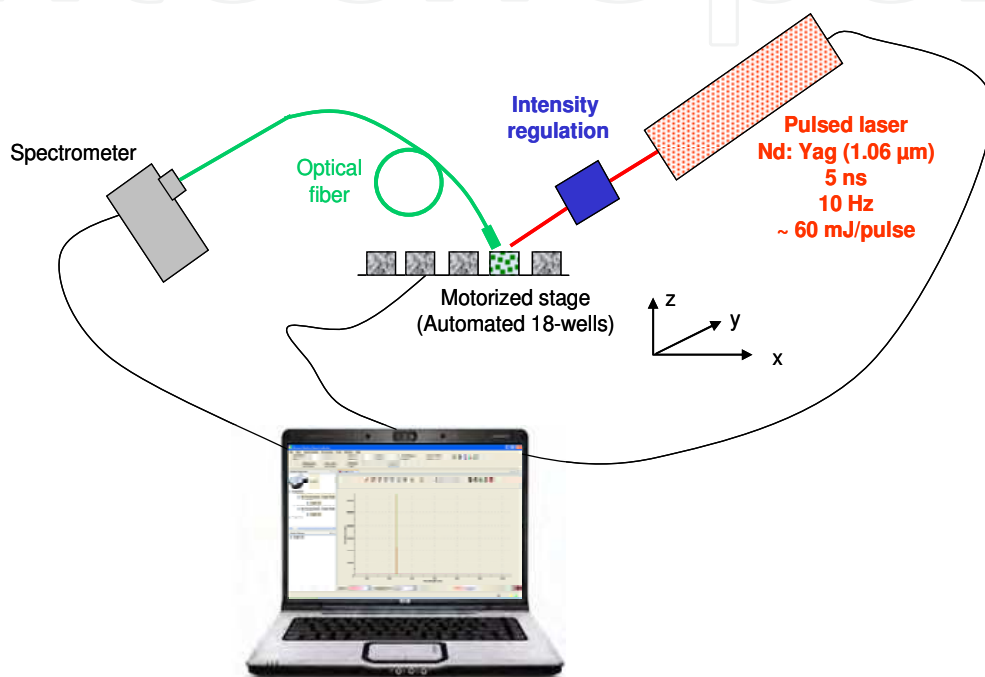 Spectrometer
Optical
fiber
Intensity
regulation
Pulsed laser
Nd: Yag (1.06 µm)
5 ns
10 Hz
~ 60 mJ/pulse
Motorized stage
(Automated 18-wells)
z
y
x